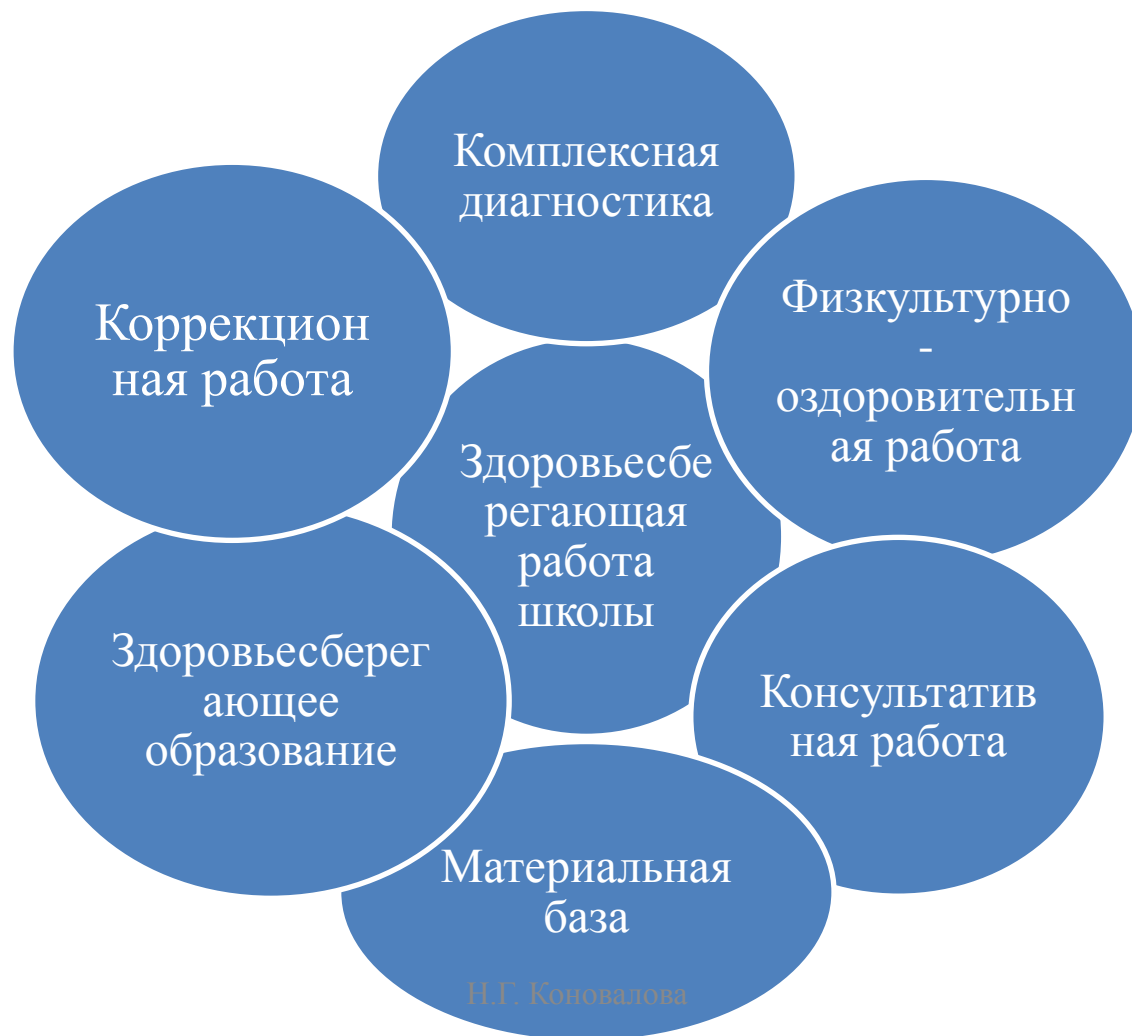 Комплексная
диагностика
Физкультурно
-
оздоровительн
ая работа
Коррекцион
ная работа
Здоровьесбе
регающая
работа
школы
Здоровьесберег
ающее
образование
Консультатив
ная работа
Материальная
база
Н.Г. Коновалова